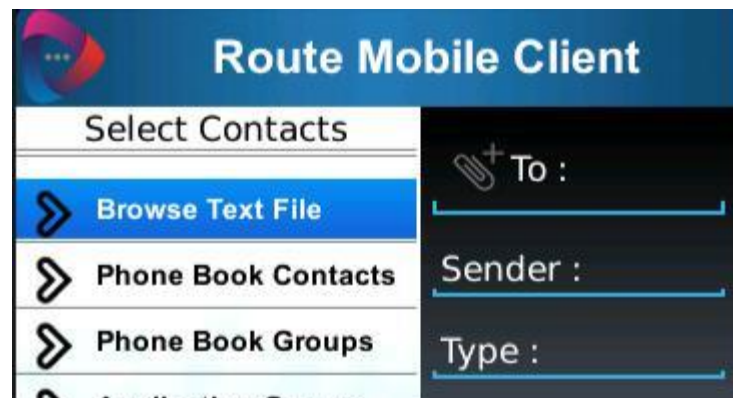 Route Mobile Client
Select Contacts
Browse Text File
Phone Book Contacts
Phone Book Groups
To :
Sender :
Type :